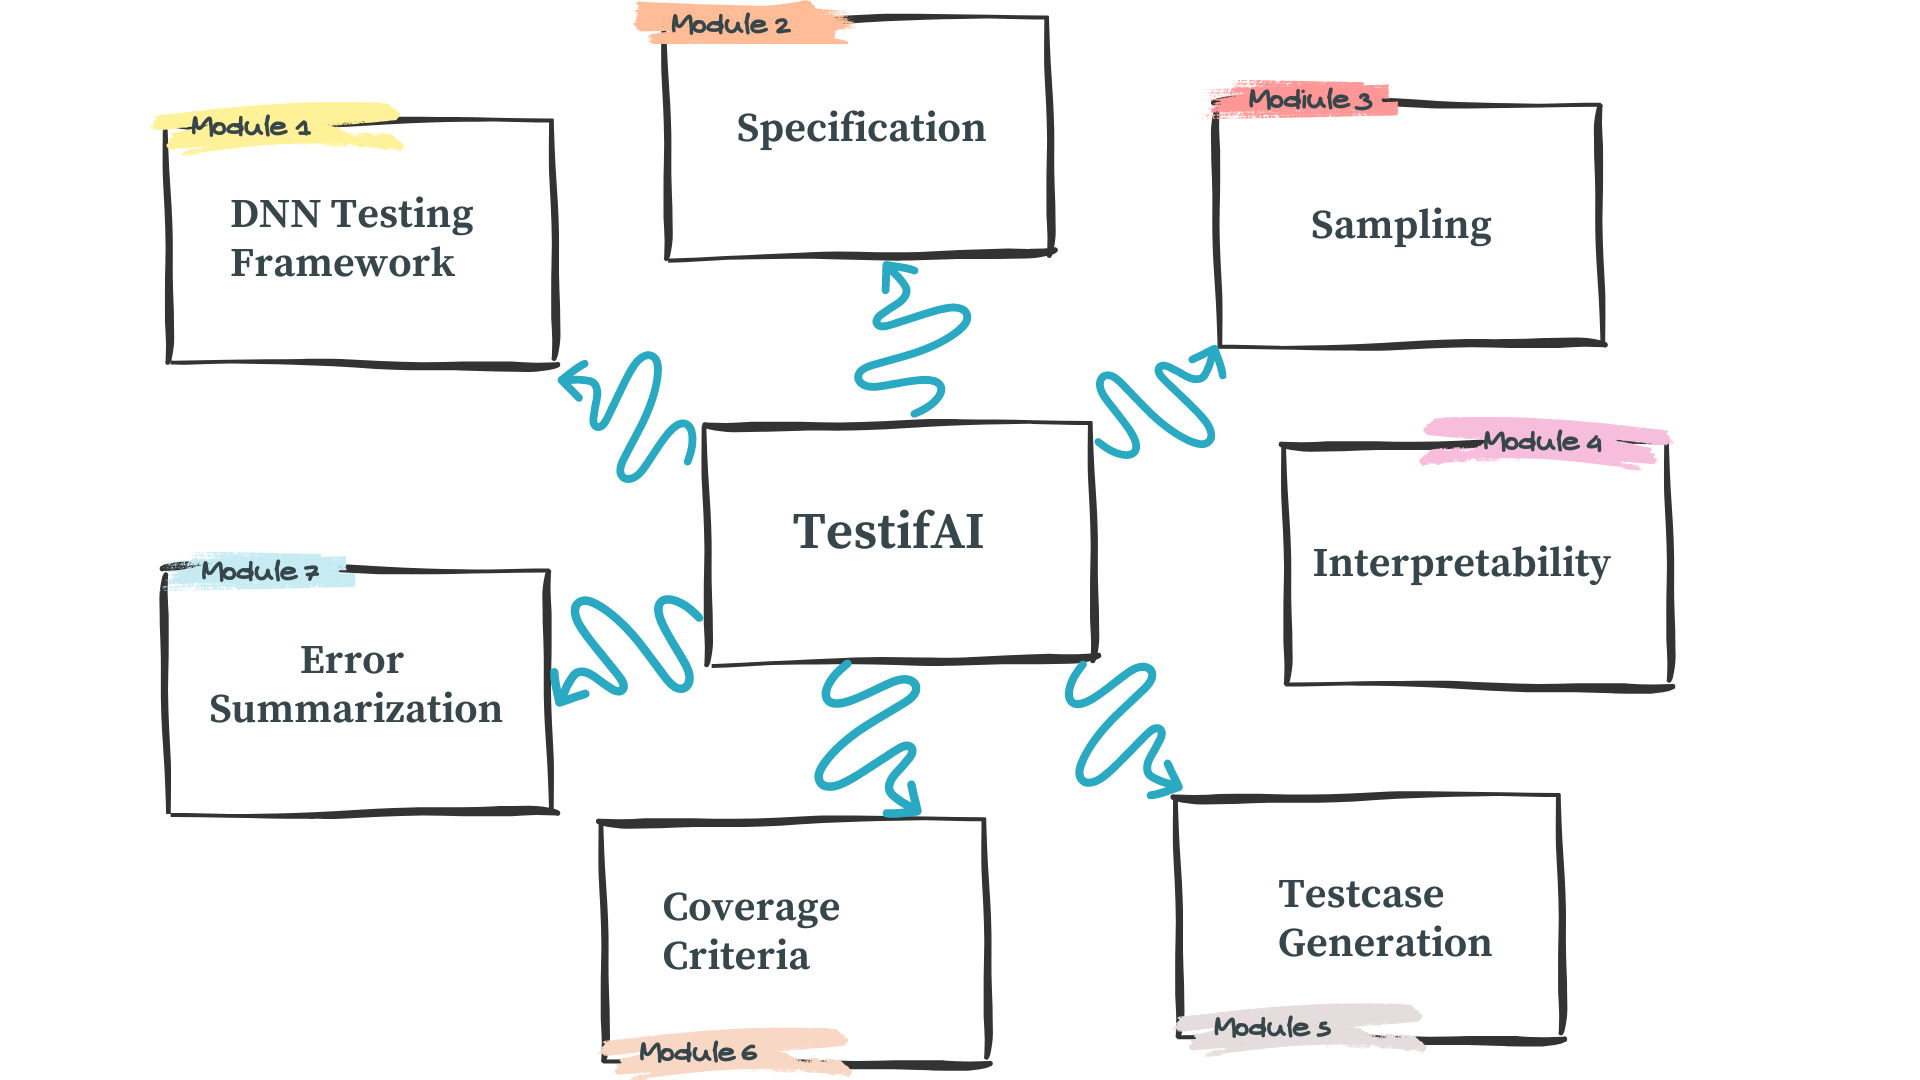 Module 1
DNN Testing
Framework
Module 2
Specification
Modiule 3
Sampling
Module 4
Interpretability
TestifAI
Module 7
Error
Summarization
Coverage
Criteria
Module 6
Testcase
Generation
Module 5